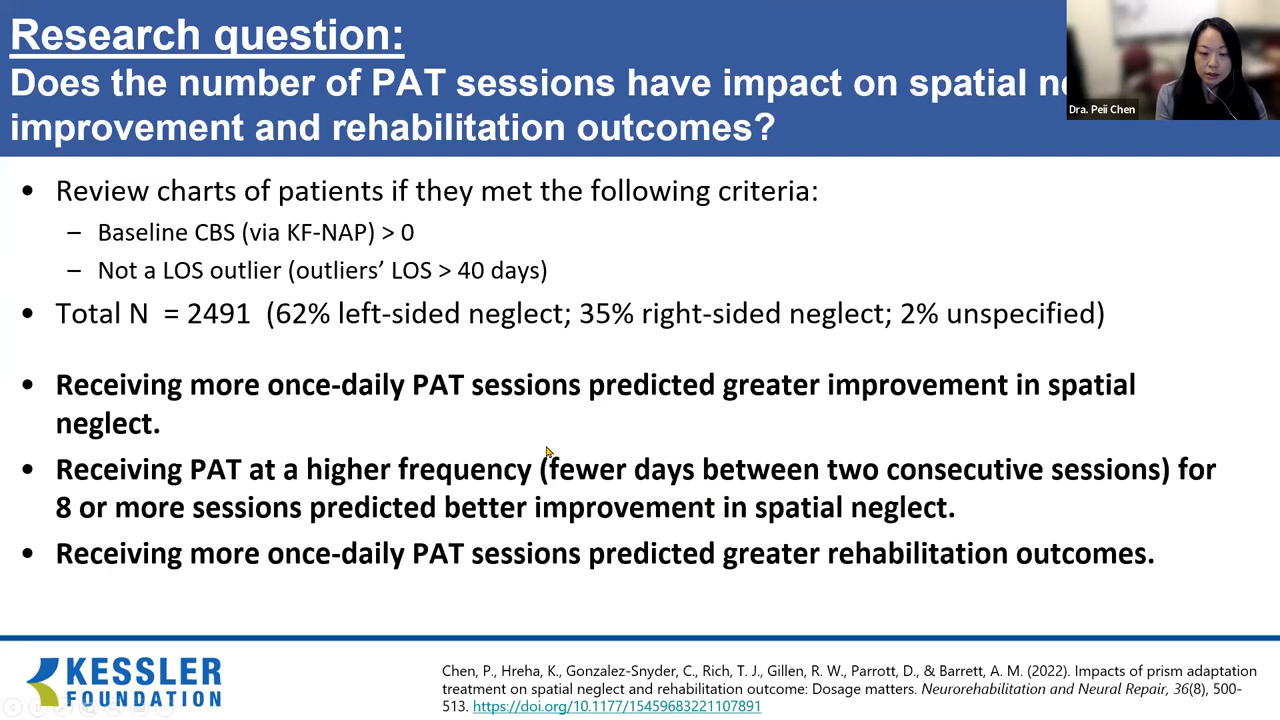 Research question:
Does the number of PAT sessions have impact on spatial
improvement and rehabilitation outcomes?
Dra. Peii Chen
• Review charts of patients if they met the following criteria:
– Baseline CBS (via KF-NAP) > 0
– Not a LOS outlier (outliers’ LOS > 40 days)
• Total N = 2491 (62% left-sided neglect; 35% right-sided neglect; 2% unspecified)
• Receiving more once-daily PAT sessions predicted greater improvement in spatial
neglect.
• Receiving PAT at a higher frequency (fewer days between two consecutive sessions) for
8 or more sessions predicted better improvement in spatial neglect.
• Receiving more once-daily PAT sessions predicted greater rehabilitation outcomes.
KESSLER
FOUNDATION
Chen, P., Hreha, K., Gonzalez-Snyder, C., Rich, T. J., Gillen, R. W., Parrott, D., & Barrett, A. M. (2022). Impacts of prism adaptation
treatment on spatial neglect and rehabilitation outcome: Dosage matters. Neurorehabilitation and Neural Repair, 36(8), 500-
513. https://doi.org/10.1177/15459683221107891